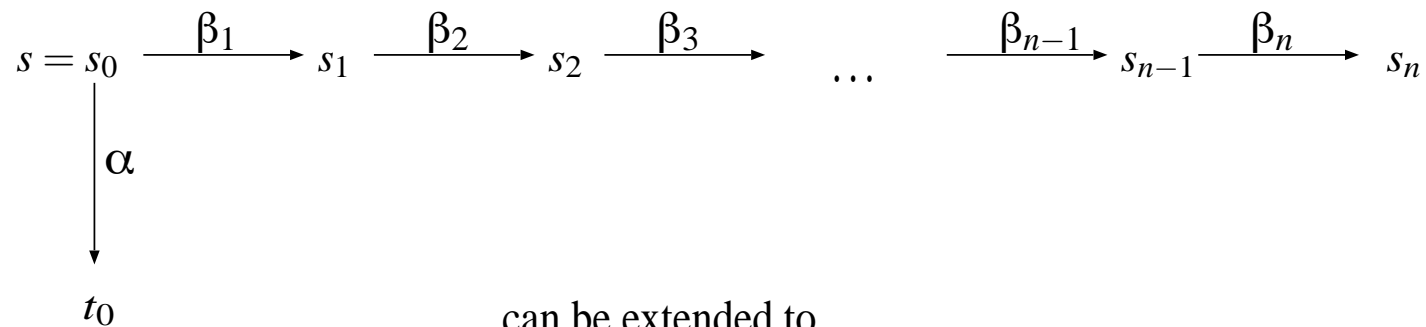 β₁ β₂ β₃ βₙ₋₁ βₙ
s = s₀ s₁ s₂ … sₙ₋₁ sₙ
α
t₀
can be extended to